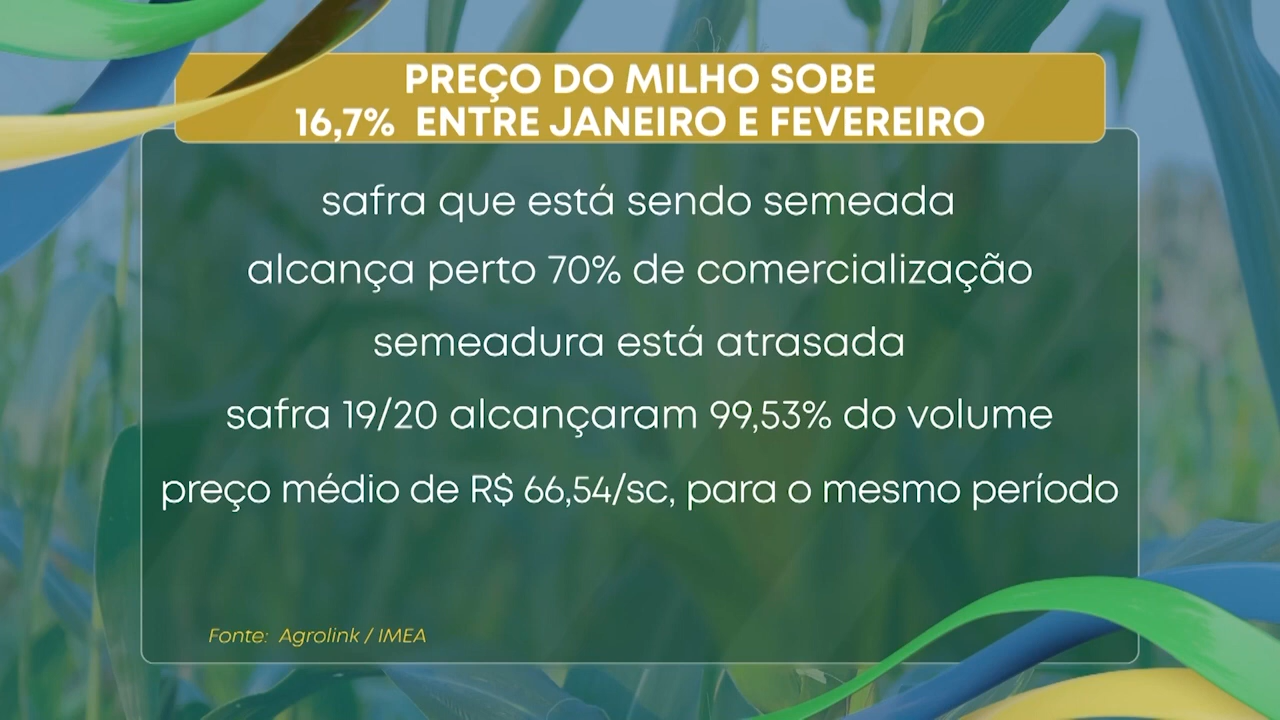 PREÇO DO MILHO SOBE
16,7% ENTRE JANEIRO E FEVEREIRO
safra que está sendo semeada
alcança perto 70% de comercialização
semeadura está atrasada
safra 19/20 alcançaram 99,53% do volume
preço médio de R$ 66,54/sc, para o mesmo período
Fonte: Agrolink / IMEA